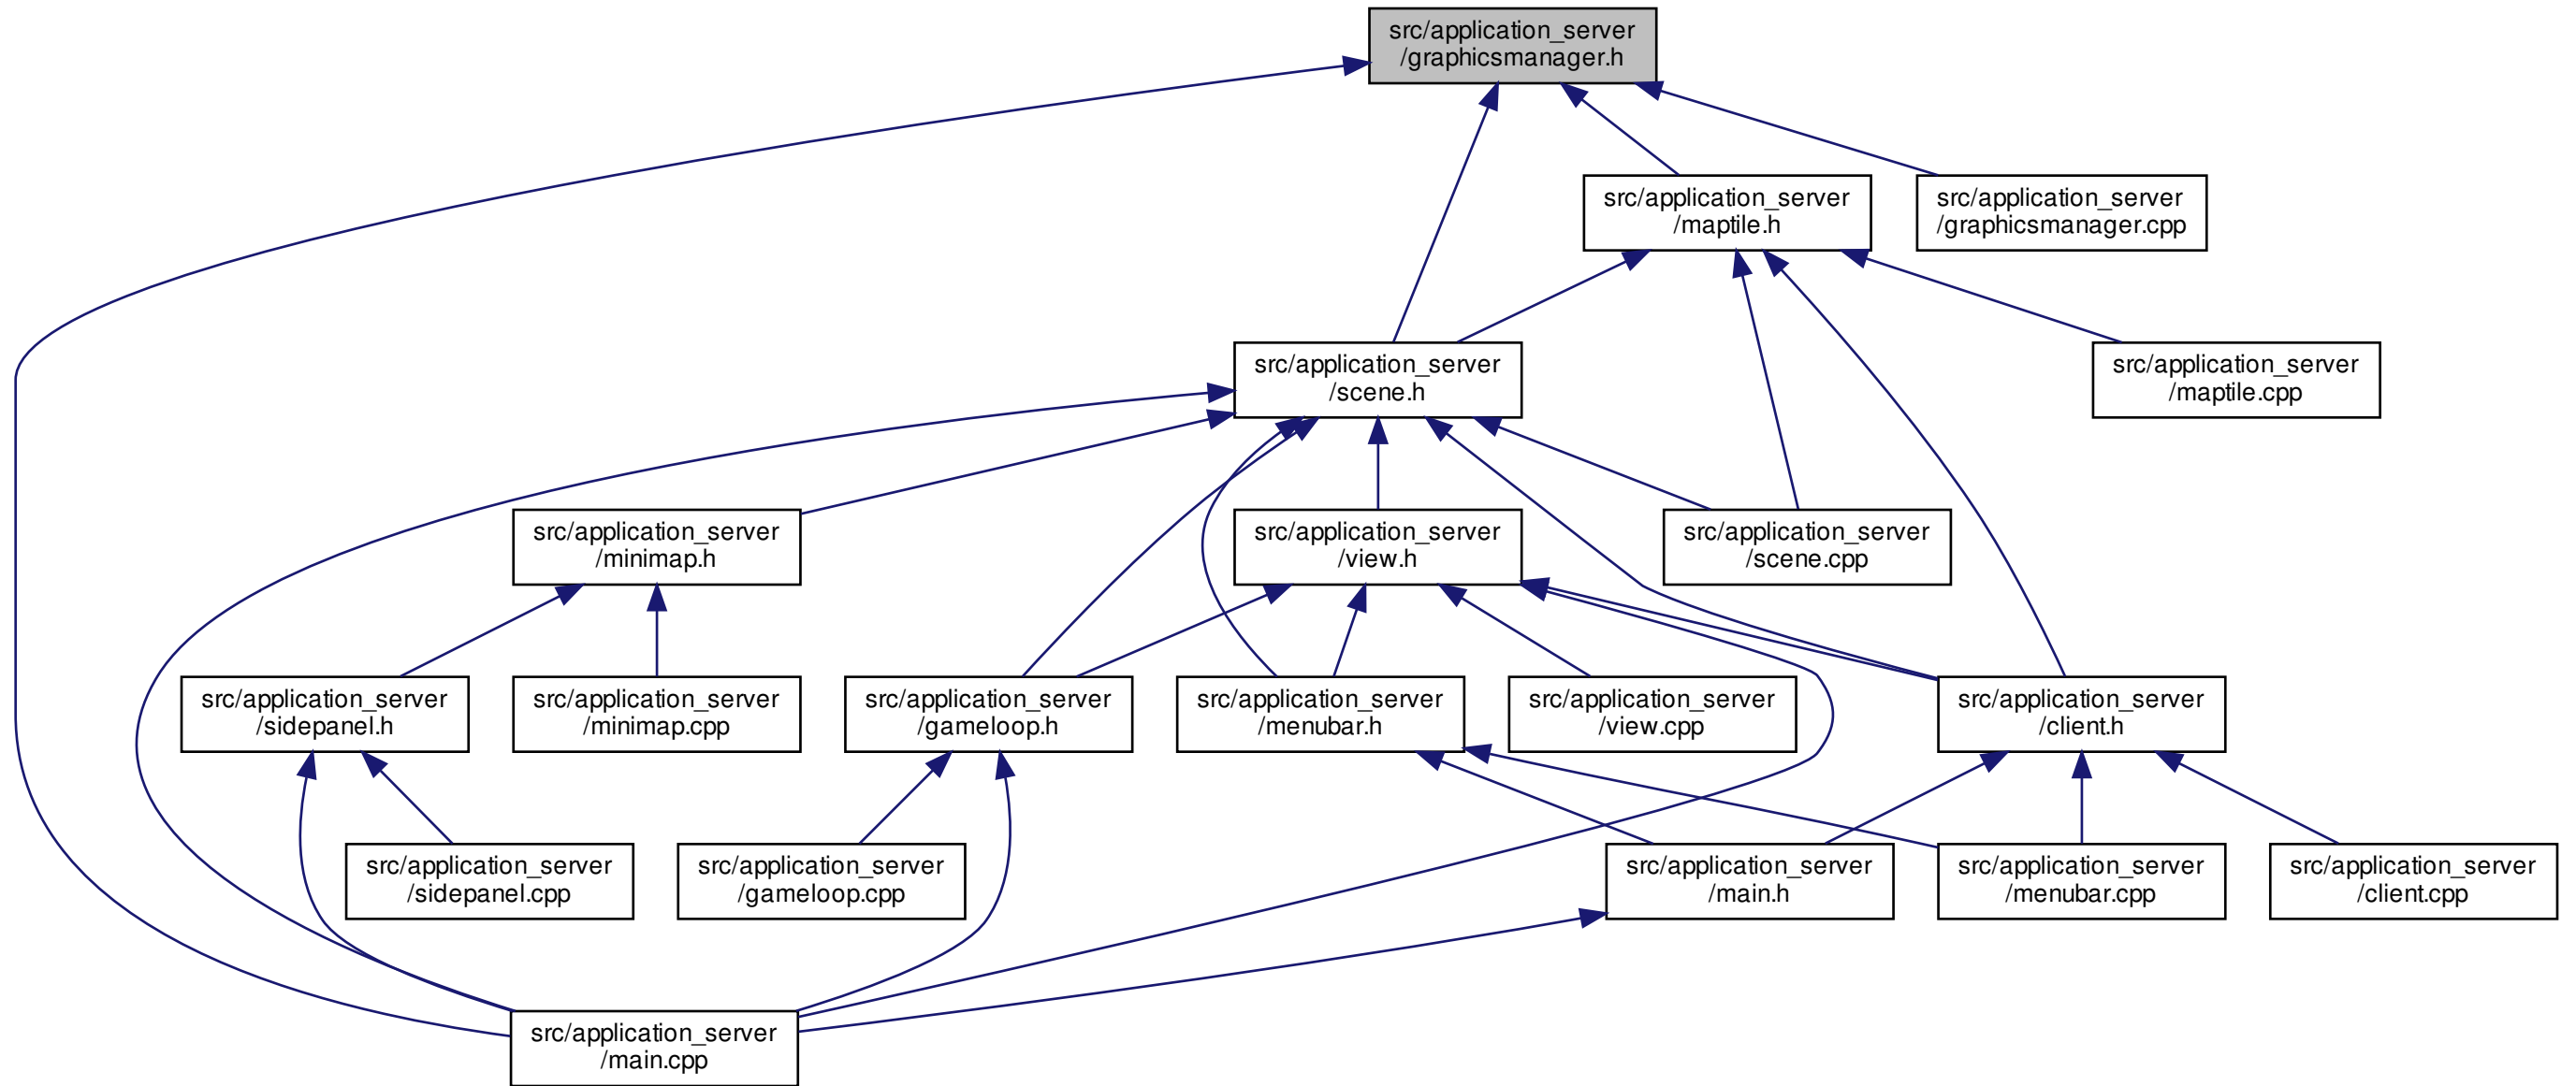 src/application_server
/graphicsmanager.h
src/application_server
/maptile.h
src/application_server
/graphicsmanager.cpp
src/application_server
/scene.h
src/application_server
/maptile.cpp
src/application_server
/minimap.h
src/application_server
/view.h
src/application_server
/scene.cpp
src/application_server
/sidepanel.h
src/application_server
/minimap.cpp
src/application_server
/gameloop.h
src/application_server
/menubar.h
src/application_server
/view.cpp
src/application_server
/client.h
src/application_server
/sidepanel.cpp
src/application_server
/gameloop.cpp
src/application_server
/main.h
src/application_server
/menubar.cpp
src/application_server
/client.cpp
src/application_server
/main.cpp